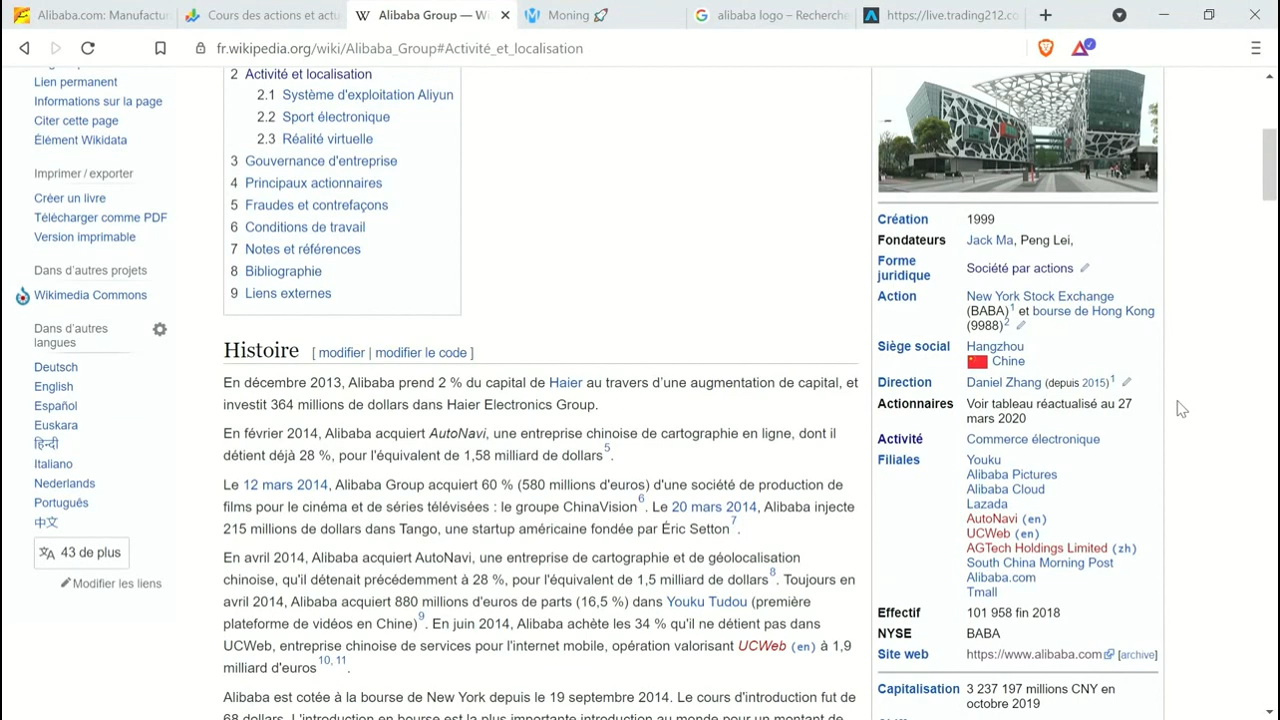 Alibaba.com: Manufactu
Cours des actions et actu
Alibaba Group — Wi
Moning
alibaba logo – Recherche
https://live.trading212.co
fr.wikipedia.org/wiki/Alibaba_Group#Activité_et_localisation
Lien permanent
Informations sur la page
Citer cette page
Élément Wikidata
Imprimer / exporter
Créer un livre
Télécharger comme PDF
Version imprimable
Dans d’autres projets
Wikimedia Commons
Dans d’autres
langues
Deutsch
English
Español
Euskara
हिन्दी
Italiano
Nederlands
Português
中文
43 de plus
Modifier les liens
2 Activité et localisation
2.1 Système d'exploitation Aliyun
2.2 Sport électronique
2.3 Réalité virtuelle
3 Gouvernance d'entreprise
4 Principaux actionnaires
5 Fraudes et contrefaçons
6 Conditions de travail
7 Notes et références
8 Bibliographie
9 Liens externes
Histoire [ modifier | modifier le code ]
En décembre 2013, Alibaba prend 2 % du capital de Haier au travers d’une augmentation de capital, et
investit 364 millions de dollars dans Haier Electronics Group.
En février 2014, Alibaba acquiert AutoNavi, une entreprise chinoise de cartographie en ligne, dont il
détient déjà 28 %, pour l'équivalent de 1,58 milliard de dollars5.
Le 12 mars 2014, Alibaba Group acquiert 60 % (580 millions d'euros) d'une société de production de
films pour le cinéma et de séries télévisées : le groupe ChinaVision6. Le 20 mars 2014, Alibaba injecte
215 millions de dollars dans Tango, une startup américaine fondée par Éric Setton7.
En avril 2014, Alibaba acquiert AutoNavi, une entreprise de cartographie et de géolocalisation
chinoise, qu'il détenait précédemment à 28 %, pour l'équivalent de 1,5 milliard de dollars8. Toujours en
avril 2014, Alibaba acquiert 880 millions d'euros de parts (16,5 %) dans Youku Tudou (première
plateforme de vidéos en Chine)9. En juin 2014, Alibaba achète les 34 % qu'il ne détient pas dans
UCWeb, entreprise chinoise de services pour l'internet mobile, opération valorisant UCWeb (en) à 1,9
milliard d'euros10, 11.
Alibaba est cotée à la bourse de New York depuis le 19 septembre 2014. Le cours d'introduction fut de
68 dollars. L'introduction en bourse est la plus importante introduction au monde pour un montant de
Création 1999
Fondateurs Jack Ma, Peng Lei,
Forme
juridique Société par actions
Action New York Stock Exchange
(BABA)1 et bourse de Hong Kong
(9988)2
Siège social Hangzhou
Chine
Direction Daniel Zhang (depuis 2015)1
Actionnaires Voir tableau réactualisé au 27
mars 2020
Activité Commerce électronique
Filiales Youku
Alibaba Pictures
Alibaba Cloud
Lazada
AutoNavi (en)
UCWeb (en)
AGTech Holdings Limited (zh)
South China Morning Post
Alibaba.com
Tmall
Effectif 101 958 fin 2018
NYSE BABA
Site web https://www.alibaba.com [archive]
Capitalisation 3 237 197 millions CNY en
octobre 2019